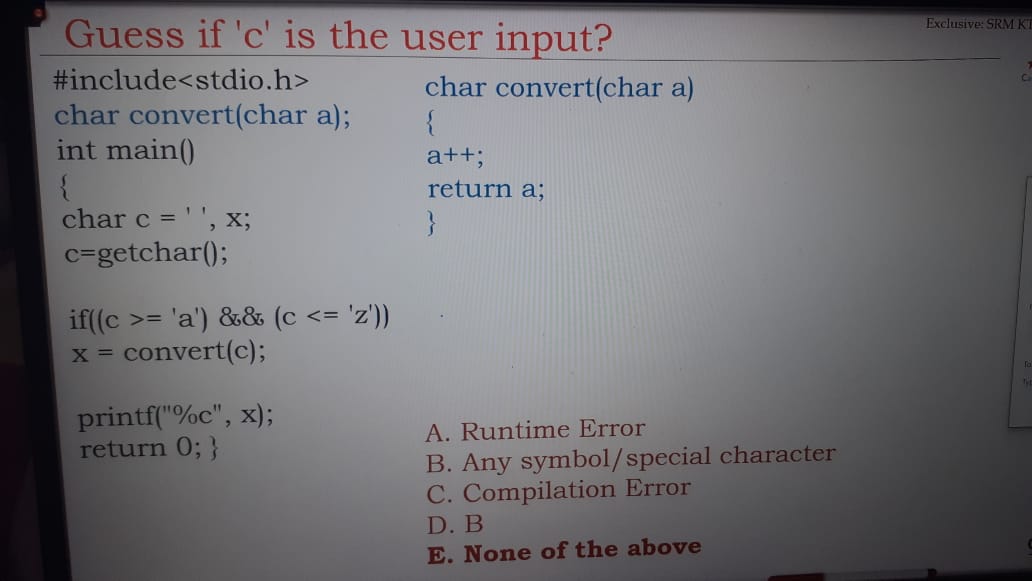 Guess if 'c' is the user input?
Exclusive: SRM
#include<stdio.h>
char convert(char a);
int main()
{
char c = ' ', x;
c=getchar();
if((c >= 'a') && (c <= 'z'))
x = convert(c);
printf("%c", x);
return 0; }
char convert(char a)
{
a++;
return a;
}
A. Runtime Error
B. Any symbol/special character
C. Compilation Error
D. B
E. None of the above